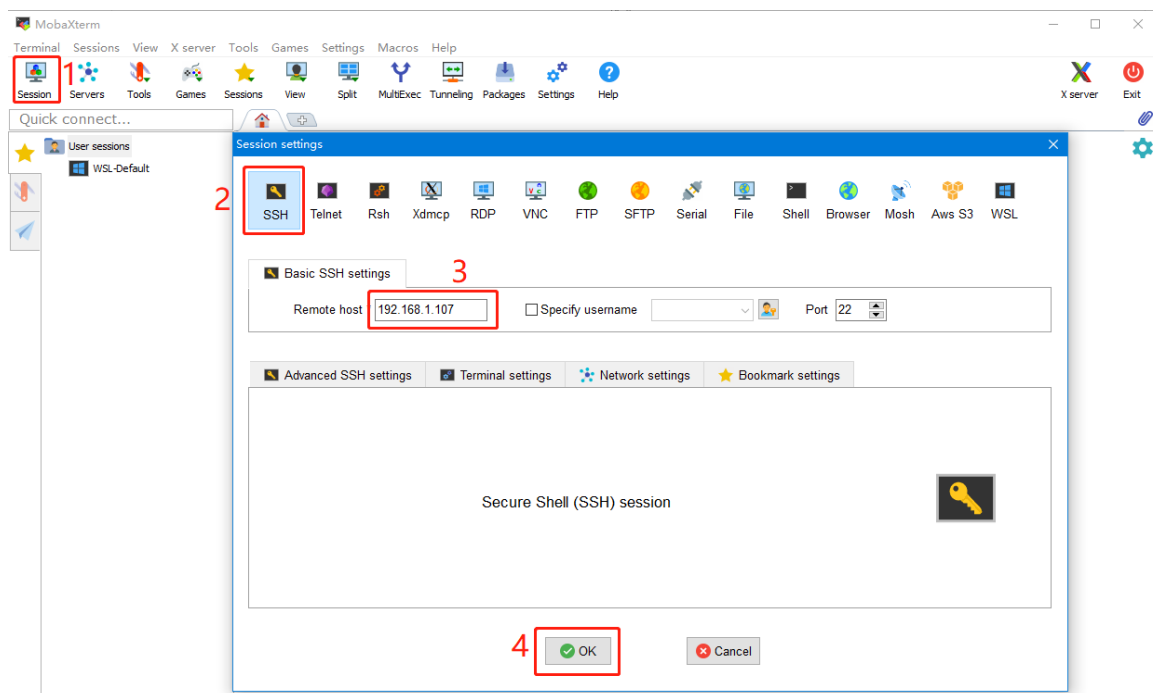 MobaXterm
Terminal Sessions View X server Tools Games Settings Macros Help
1
Session Servers Tools Games Sessions View Split MultiExec Tunneling Packages Settings Help X server Exit
Quick connect...
User sessions
WSL-Default
Session settings
2
SSH Telnet Rsh Xdmcp RDP VNC FTP SFTP Serial File Shell Browser Mosh Aws S3 WSL
Basic SSH settings
3
Remote host * 192.168.1.107 Specify username Port 22
Advanced SSH settings Terminal settings Network settings Bookmark settings
Secure Shell (SSH) session
4
OK Cancel